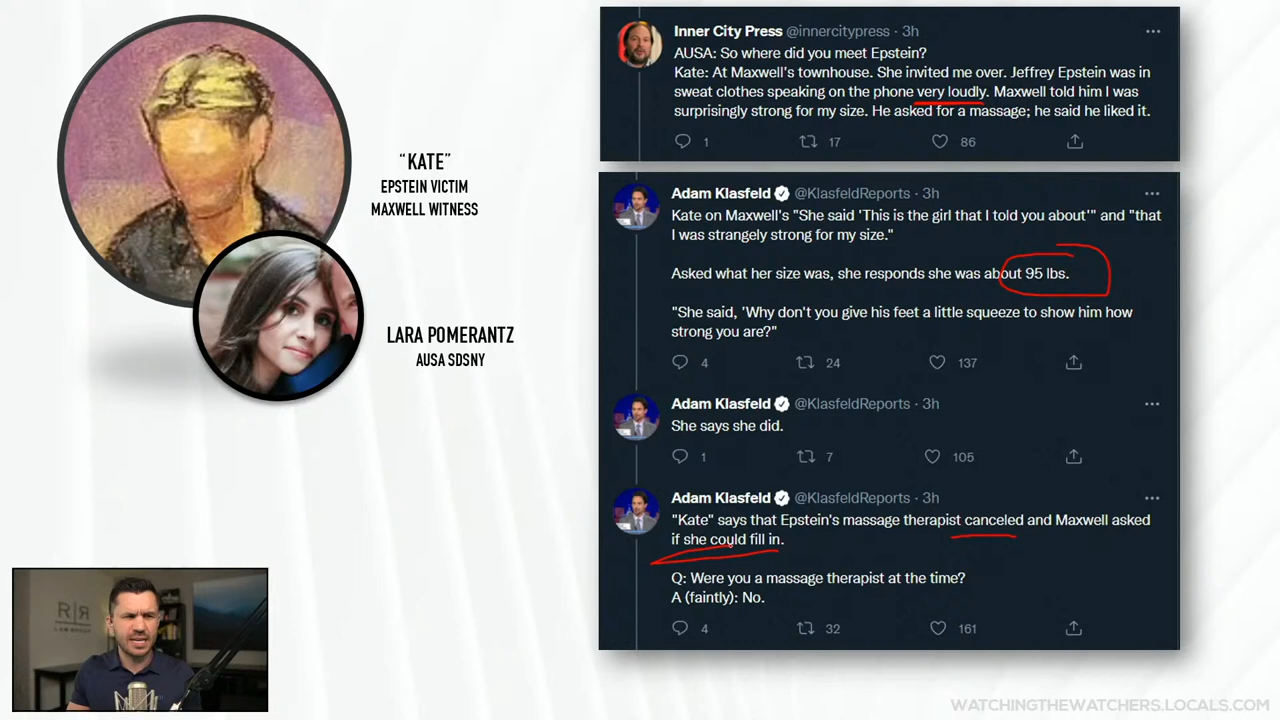 “KATE”
EPSTEIN VICTIM
MAXWELL WITNESS
LARA POMERANTZ
AUSA SDSNY
Inner City Press @innercitypress · 3h
AUSA: So where did you meet Epstein?
Kate: At Maxwell's townhouse. She invited me over. Jeffrey Epstein was in
sweat clothes speaking on the phone very loudly. Maxwell told him I was
surprisingly strong for my size. He asked for a massage; he said he liked it.
1 17 86
Adam Klasfeld @KlasfeldReports · 3h
Kate on Maxwell's "She said 'This is the girl that I told you about'" and "that
I was strangely strong for my size."
Asked what her size was, she responds she was about 95 lbs.
"She said, 'Why don't you give his feet a little squeeze to show him how
strong you are?"
4 24 137
Adam Klasfeld @KlasfeldReports · 3h
She says she did.
1 7 105
Adam Klasfeld @KlasfeldReports · 3h
"Kate" says that Epstein's massage therapist canceled and Maxwell asked
if she could fill in.
Q: Were you a massage therapist at the time?
A (faintly): No.
4 32 161
R|R
LAW GROUP
WATCHINGTHEWATCHERS.LOCALS.COM